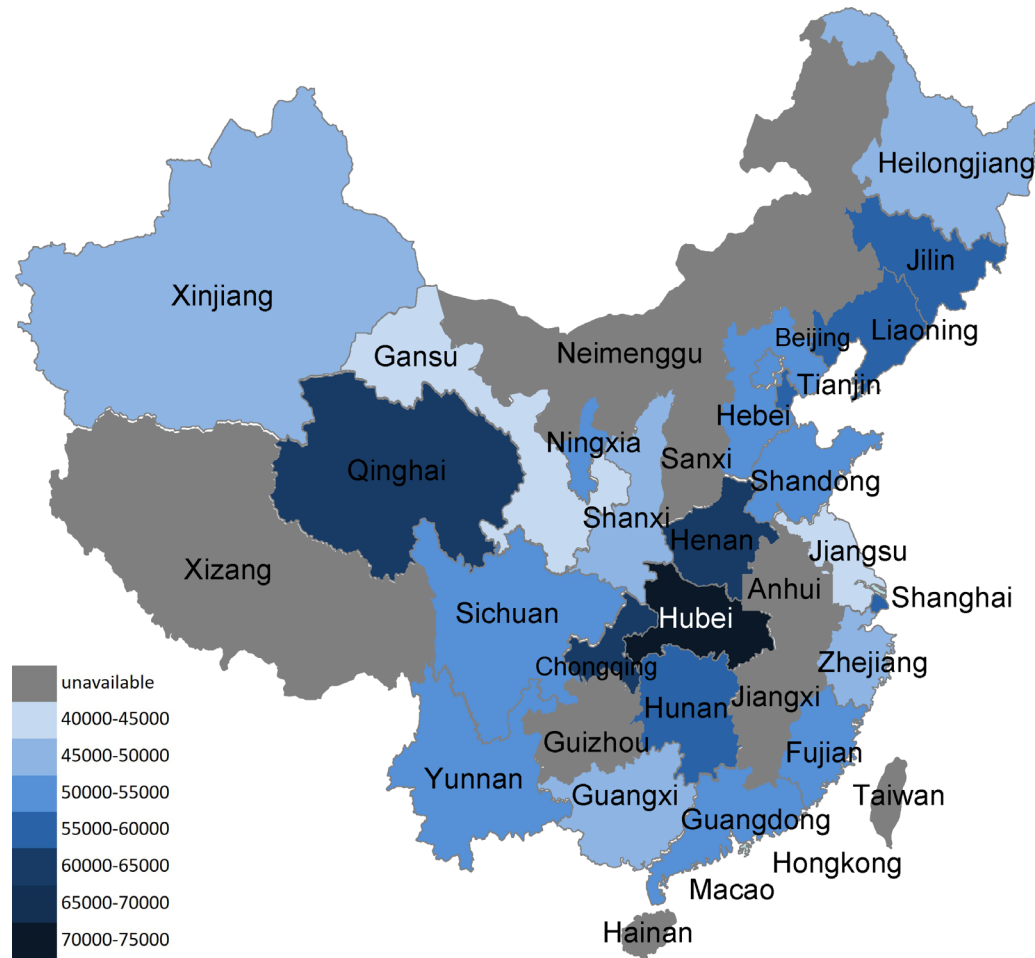 Heilongjiang
Jilin
Xinjiang
Liaoning
Beijing
Gansu
Neimenggu
Tianjin
Hebei
Ningxia
Sanxi
Qinghai
Shandong
Shanxi
Henan
Jiangsu
Xizang
Anhui
Shanghai
Sichuan
Hubei
Zhejiang
Chongqing
Jiangxi
Hunan
Guizhou
Fujian
Yunnan
Guangxi
Taiwan
Guangdong
Hongkong
Macao
Hainan
unavailable
40000-45000
45000-50000
50000-55000
55000-60000
60000-65000
65000-70000
70000-75000